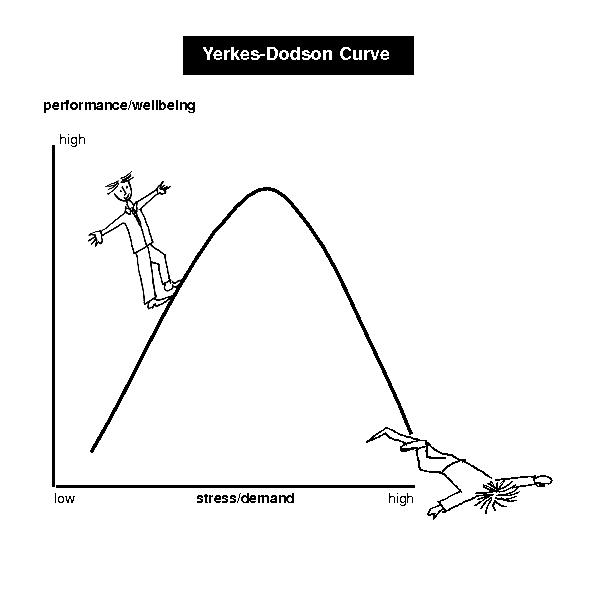 Yerkes-Dodson Curve
performance/wellbeing
high
low
stress/demand
high